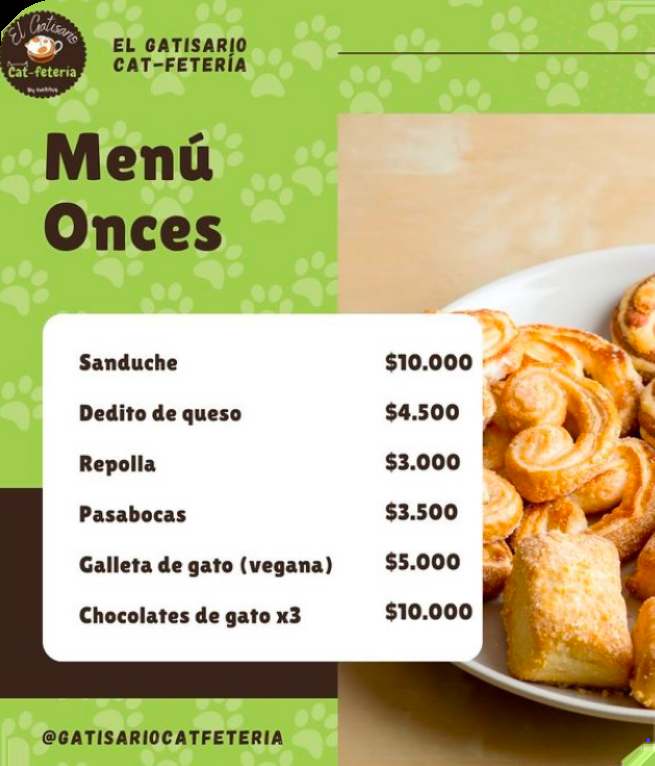 El Gatisario
Cat-fetería
EL GATISARIO
CAT-FETERÍA
Menú
Onces
Sanduche $10.000
Dedito de queso $4.500
Repolla $3.000
Pasabocas $3.500
Galleta de gato (vegana) $5.000
Chocolates de gato x3 $10.000
@GATISARIOCATFETERIA